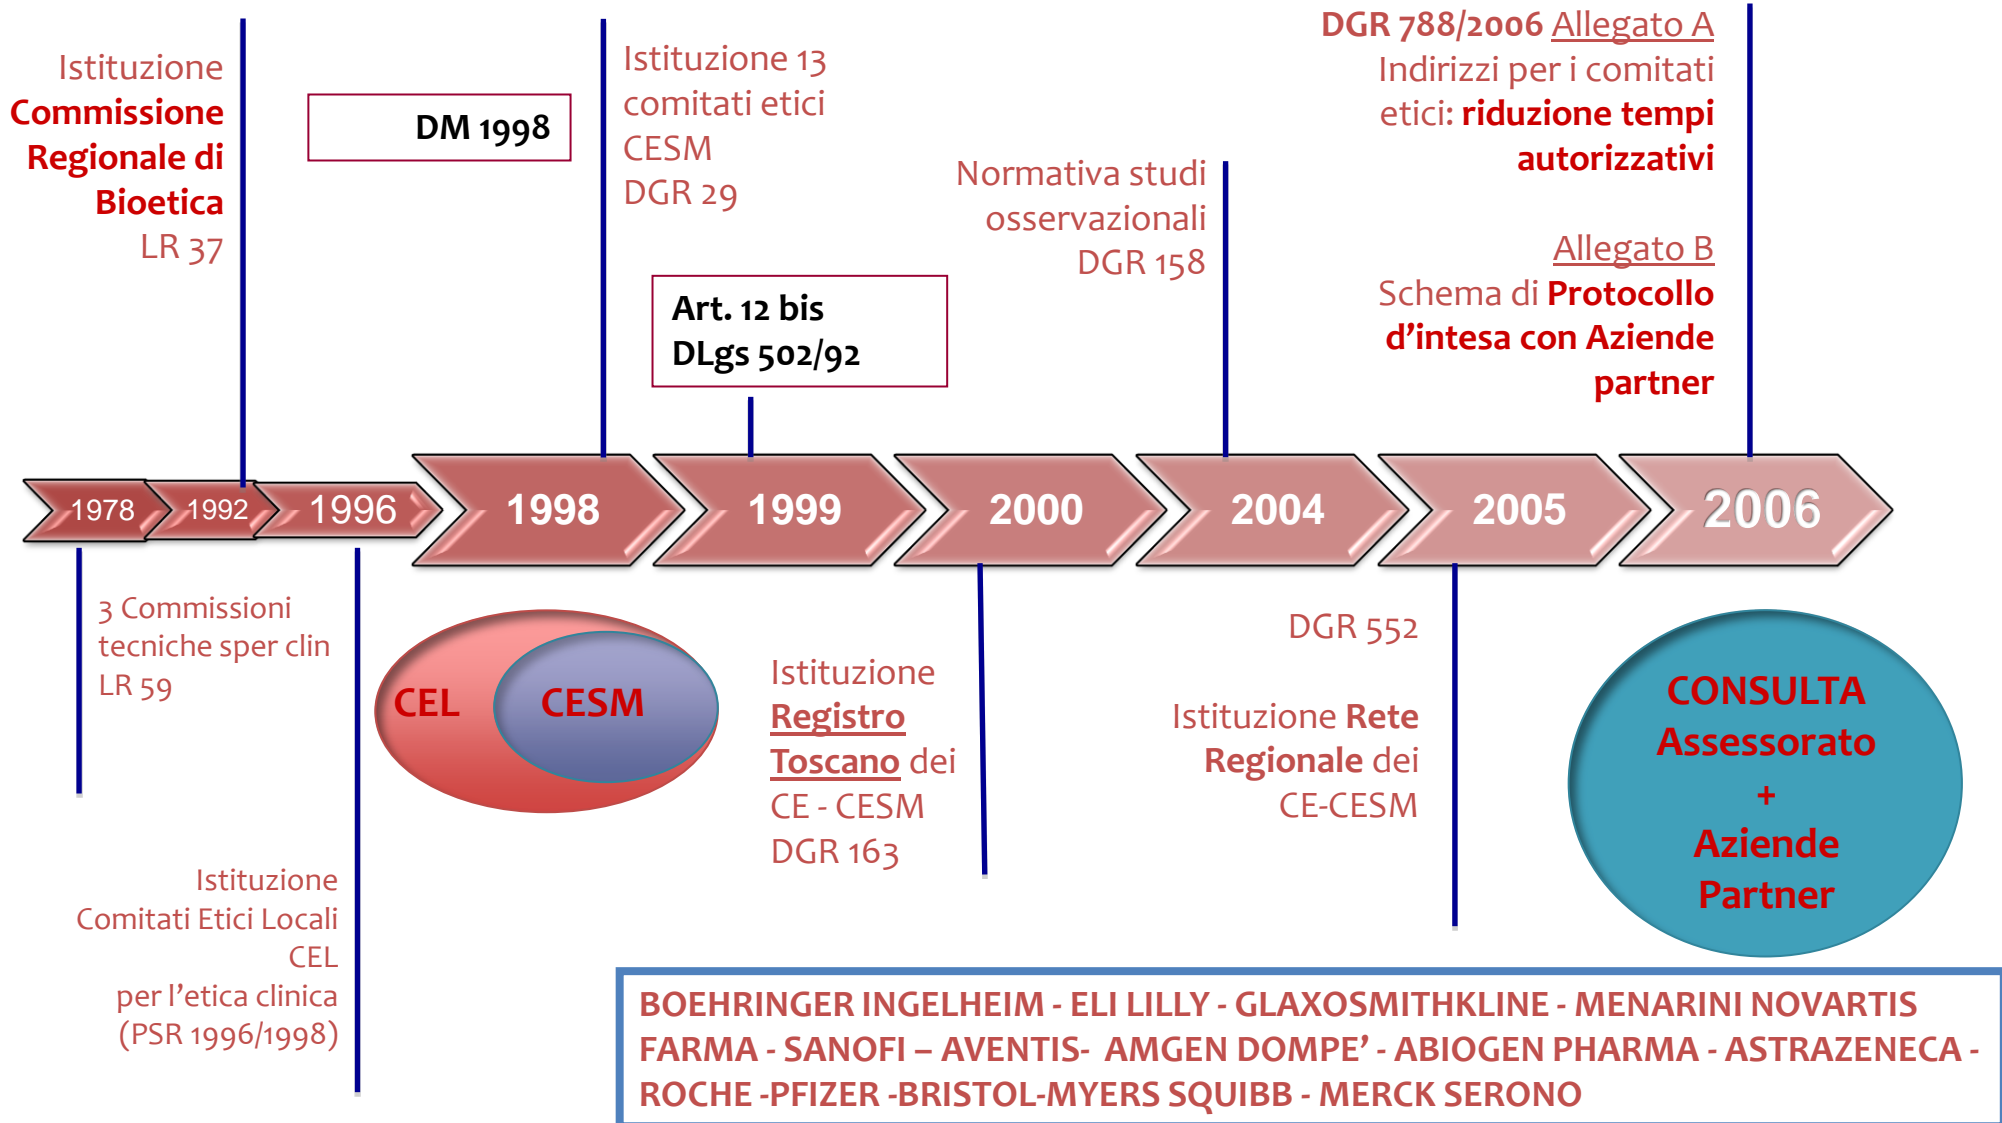 Istituzione
Commissione
Regionale di
Bioetica
LR 37
DM 1998
Istituzione 13
comitati etici
CESM
DGR 29
Art. 12 bis
DLgs 502/92
Normativa studi
osservazionali
DGR 158
DGR 788/2006 Allegato A
Indirizzi per i comitati
etici: riduzione tempi
autorizzativi
Allegato B
Schema di Protocollo
d’intesa con Aziende
partner
1978
1992
1996
1998
1999
2000
2004
2005
2006
3 Commissioni
tecniche sper clin
LR 59
Istituzione
Comitati Etici Locali
CEL
per l’etica clinica
(PSR 1996/1998)
CEL
CESM
Istituzione
Registro
Toscano dei
CE - CESM
DGR 163
DGR 552
Istituzione Rete
Regionale dei
CE-CESM
CONSULTA
Assessorato
+
Aziende
Partner
BOEHRINGER INGELHEIM - ELI LILLY - GLAXOSMITHKLINE - MENARINI NOVARTIS
FARMA - SANOFI – AVENTIS- AMGEN DOMPE’ - ABIOGEN PHARMA - ASTRAZENECA -
ROCHE -PFIZER -BRISTOL-MYERS SQUIBB - MERCK SERONO